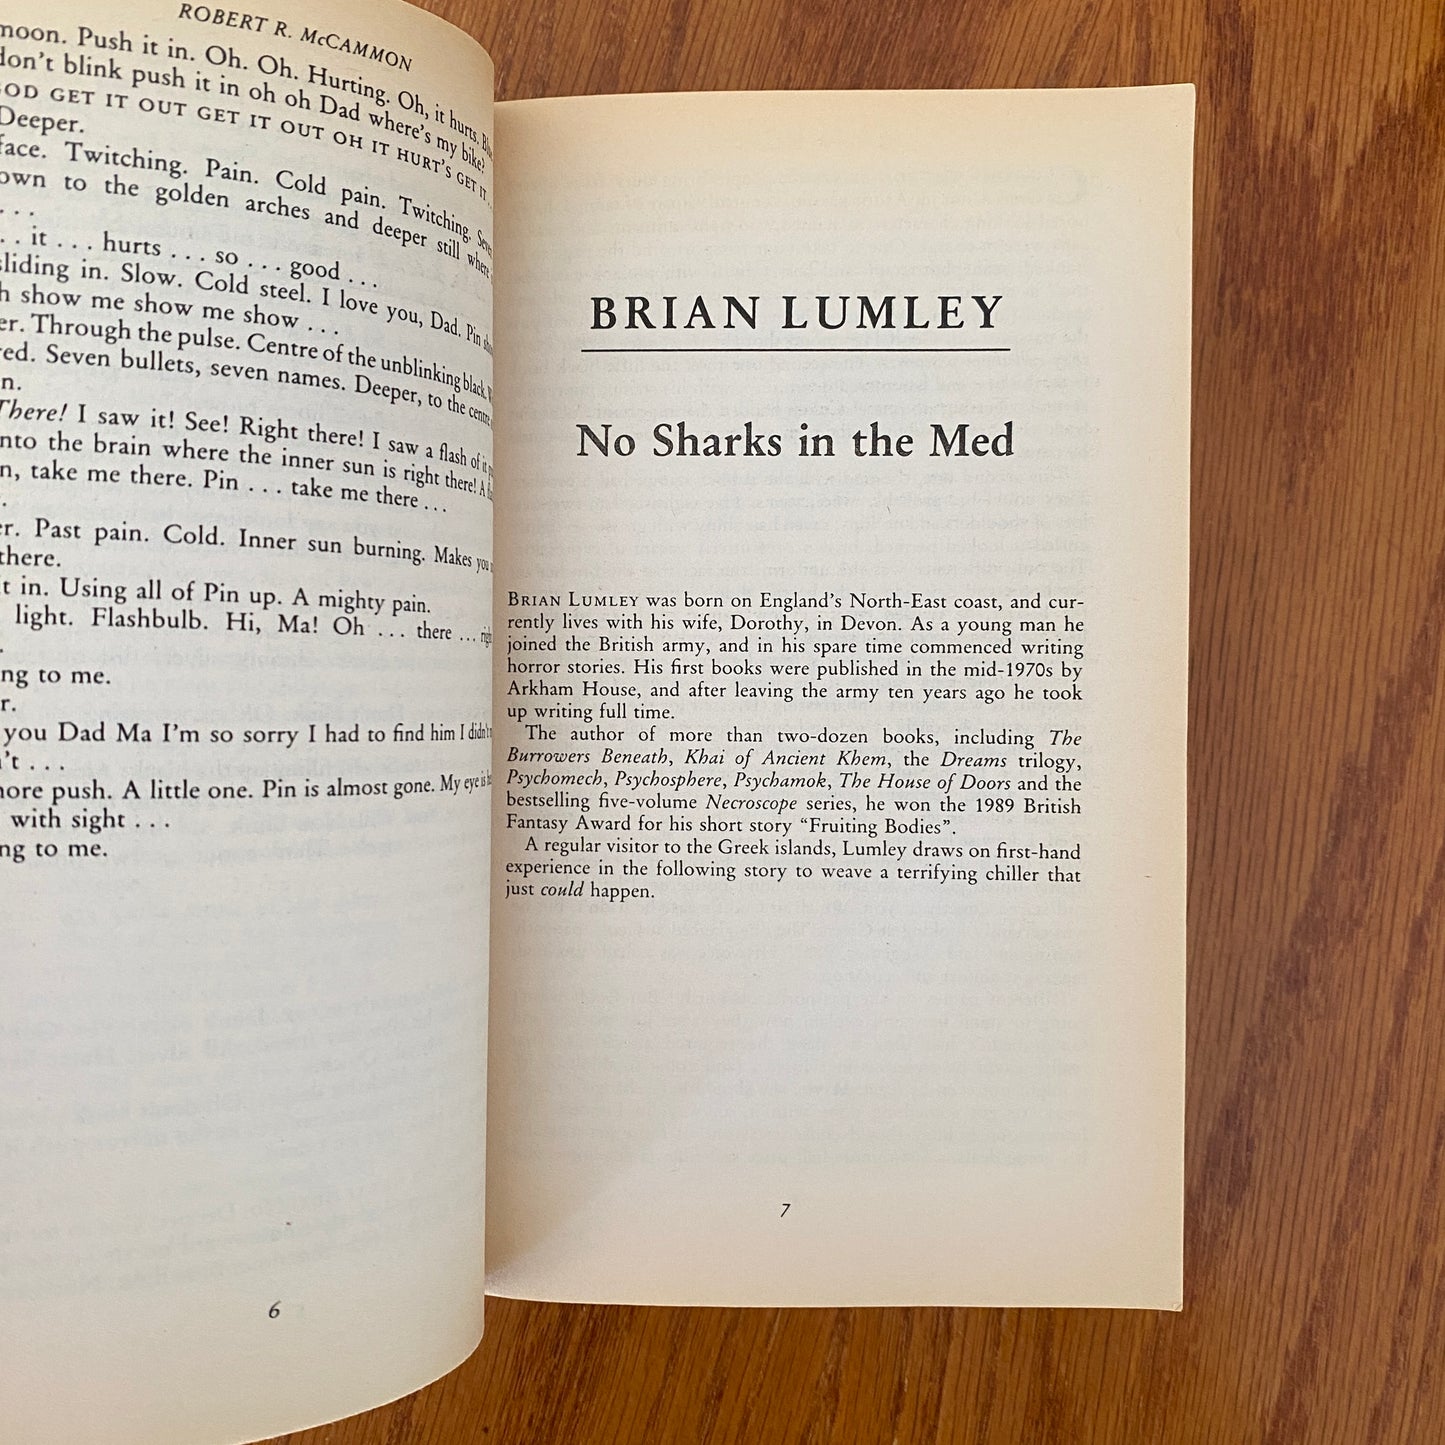 ROBERT R. McCAMMON
moon. Push it in. Oh. Oh. Hurting. Oh, it hurts.
don't blink push it in oh oh Dad where's my bike?
GOD GET IT OUT GET IT OUT OH IT HURT'S GET IT
Deeper.
face. Twitching. Pain. Cold pain. Twitching.
own to the golden arches and deeper still where
. . .
. . it . . . hurts . . . so . . . good . . .
sliding in. Slow. Cold steel. I love you, Dad. Pin
h show me show me show . . .
er. Through the pulse. Centre of the unblinking black.
red. Seven bullets, seven names. Deeper, to the centre
n.
There! I saw it! See! Right there! I saw a flash of it
nto the brain where the inner sun is right there! A
n, take me there. Pin . . . take me there . . .
.
er. Past pain. Cold. Inner sun burning. Makes you
there.
t in. Using all of Pin up. A mighty pain.
light. Flashbulb. Hi, Ma! Oh . . . there . . .
.
ng to me.
r.
you Dad Ma I'm so sorry I had to find him I didn't
't . . .
more push. A little one. Pin is almost gone. My eye is
with sight . . .
ng to me.
6
BRIAN LUMLEY
No Sharks in the Med
BRIAN LUMLEY was born on England's North-East coast, and cur-
rently lives with his wife, Dorothy, in Devon. As a young man he
joined the British army, and in his spare time commenced writing
horror stories. His first books were published in the mid-1970s by
Arkham House, and after leaving the army ten years ago he took
up writing full time.
The author of more than two-dozen books, including The
Burrowers Beneath, Khai of Ancient Khem, the Dreams trilogy,
Psychomech, Psychosphere, Psychamok, The House of Doors and the
bestselling five-volume Necroscope series, he won the 1989 British
Fantasy Award for his short story “Fruiting Bodies”.
A regular visitor to the Greek islands, Lumley draws on first-hand
experience in the following story to weave a terrifying chiller that
just could happen.
7